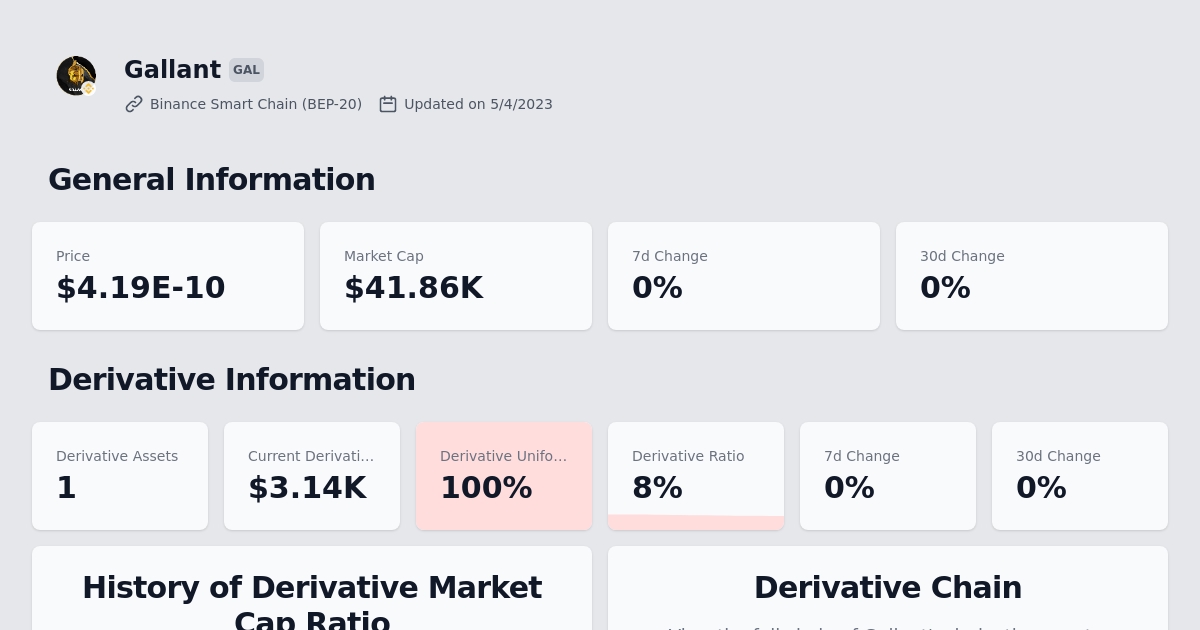 Gallant GAL
Binance Smart Chain (BEP-20) Updated on 5/4/2023
General Information
Price
$4.19E-10
Market Cap
$41.86K
7d Change
0%
30d Change
0%
Derivative Information
Derivative Assets
1
Current Derivati…
$3.14K
Derivative Unifo…
100%
Derivative Ratio
8%
7d Change
0%
30d Change
0%
History of Derivative Market
Cap Ratio
Derivative Chain